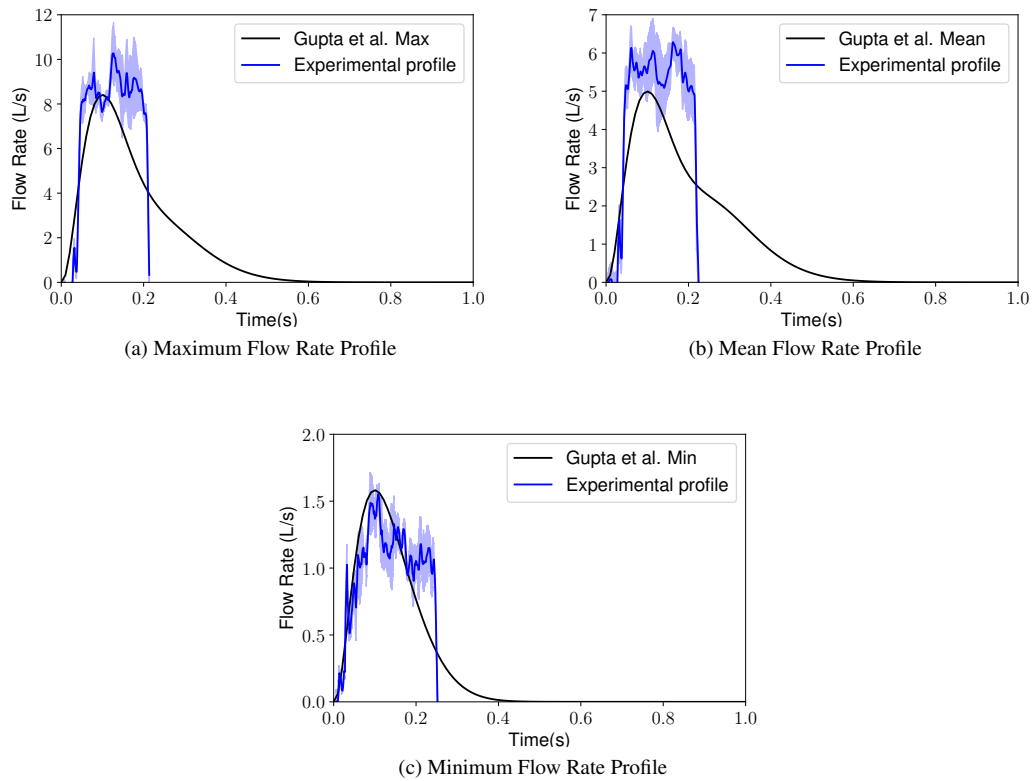 12
10
8
6
4
2
0
Flow Rate (L/s)
0.0 0.2 0.4 0.6 0.8 1.0
Time(s)
Gupta et al. Max
Experimental profile
(a) Maximum Flow Rate Profile
7
6
5
4
3
2
1
0
Flow Rate (L/s)
0.0 0.2 0.4 0.6 0.8 1.0
Time(s)
Gupta et al. Mean
Experimental profile
(b) Mean Flow Rate Profile
2.0
1.5
1.0
0.5
0.0
Flow Rate (L/s)
0.0 0.2 0.4 0.6 0.8 1.0
Time(s)
Gupta et al. Min
Experimental profile
(c) Minimum Flow Rate Profile